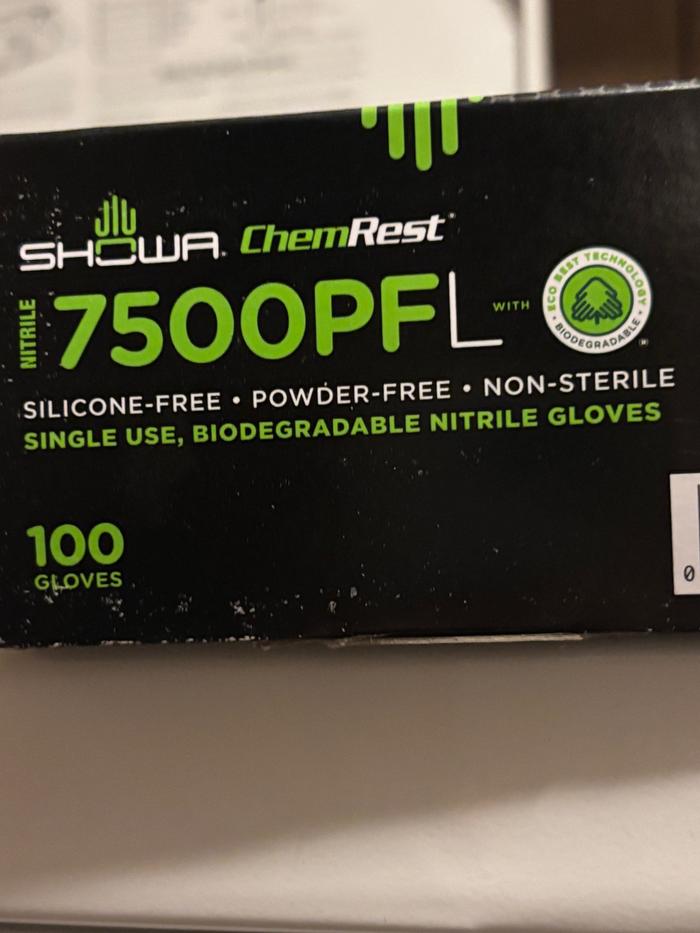 SHOWA. ChemRest
NITRILE
7500PFL WITH
ECO BEST TECHNOLOGY
• BIODEGRADABLE •
SILICONE-FREE • POWDER-FREE • NON-STERILE
SINGLE USE, BIODEGRADABLE NITRILE GLOVES
100
GLOVES
0